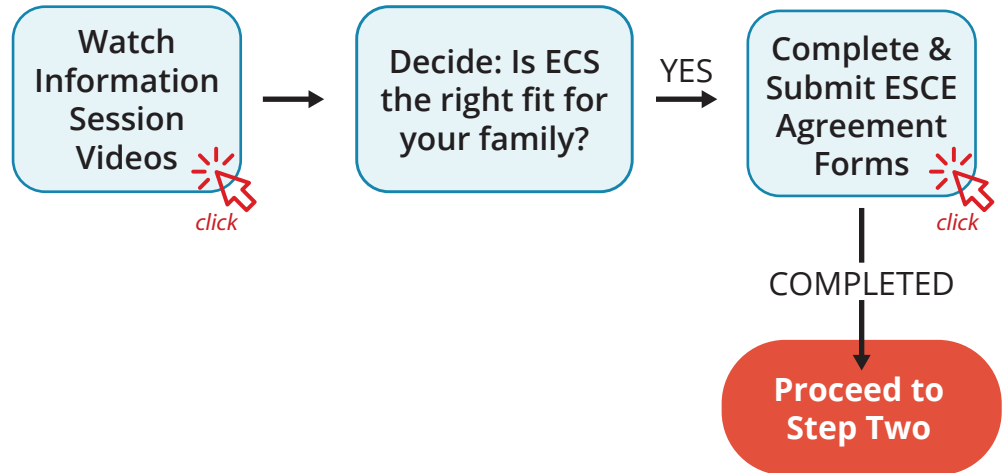 Watch
Information
Session
Videos
click
Decide: Is ECS
the right fit for
your family?
YES
Complete &
Submit ESCE
Agreement
Forms
click
COMPLETED
Proceed to
Step Two